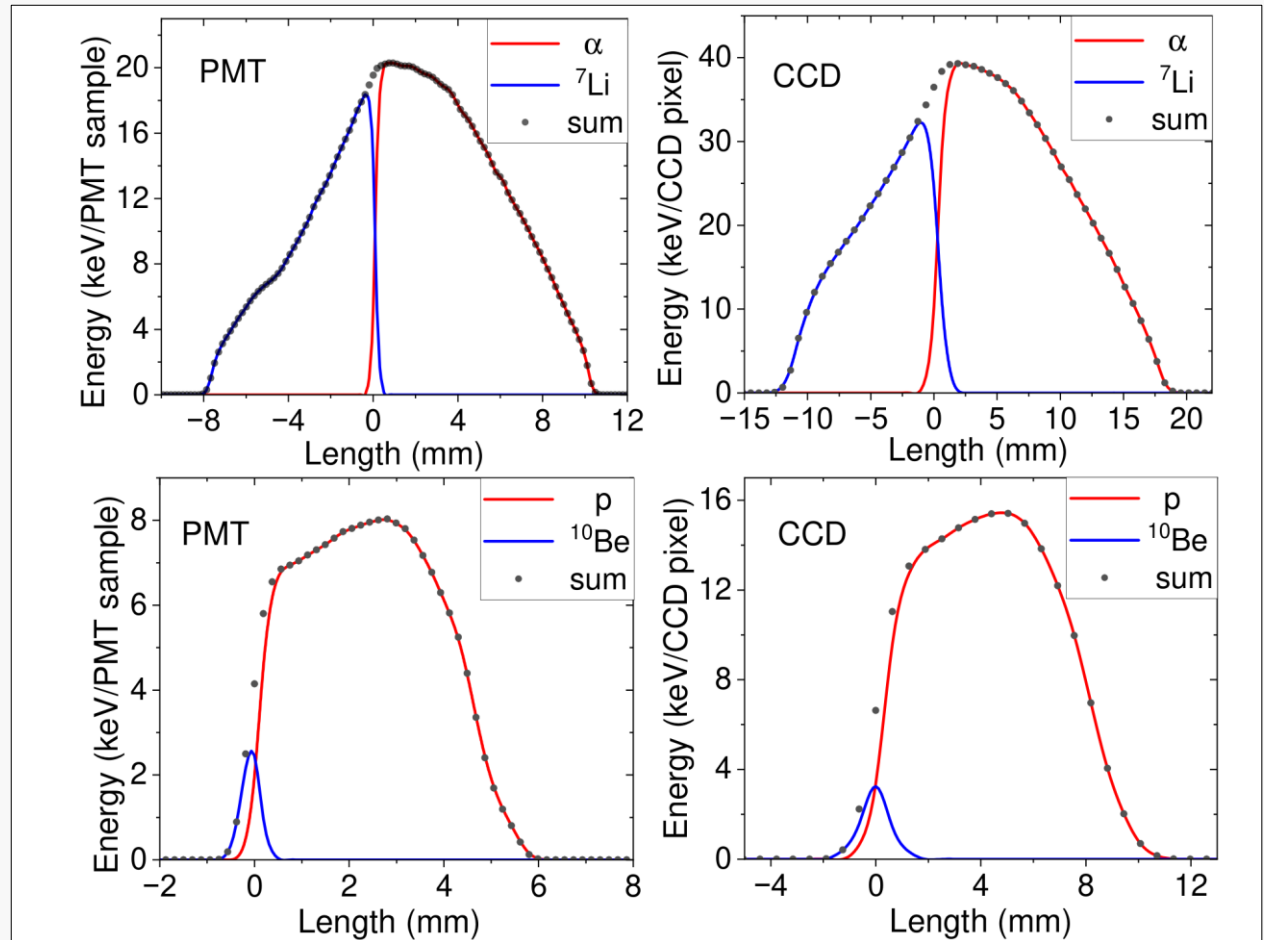 PMT
α
⁷Li
sum
Energy (keV/PMT sample)
20
16
12
8
4
0
−8 −4 0 4 8 12
Length (mm)
CCD
α
⁷Li
sum
Energy (keV/CCD pixel)
40
30
20
10
0
−15 −10 −5 0 5 10 15 20
Length (mm)
PMT
p
¹⁰Be
sum
Energy (keV/PMT sample)
8
6
4
2
0
−2 0 2 4 6 8
Length (mm)
CCD
p
¹⁰Be
sum
Energy (keV/CCD pixel)
16
12
8
4
0
−4 0 4 8 12
Length (mm)